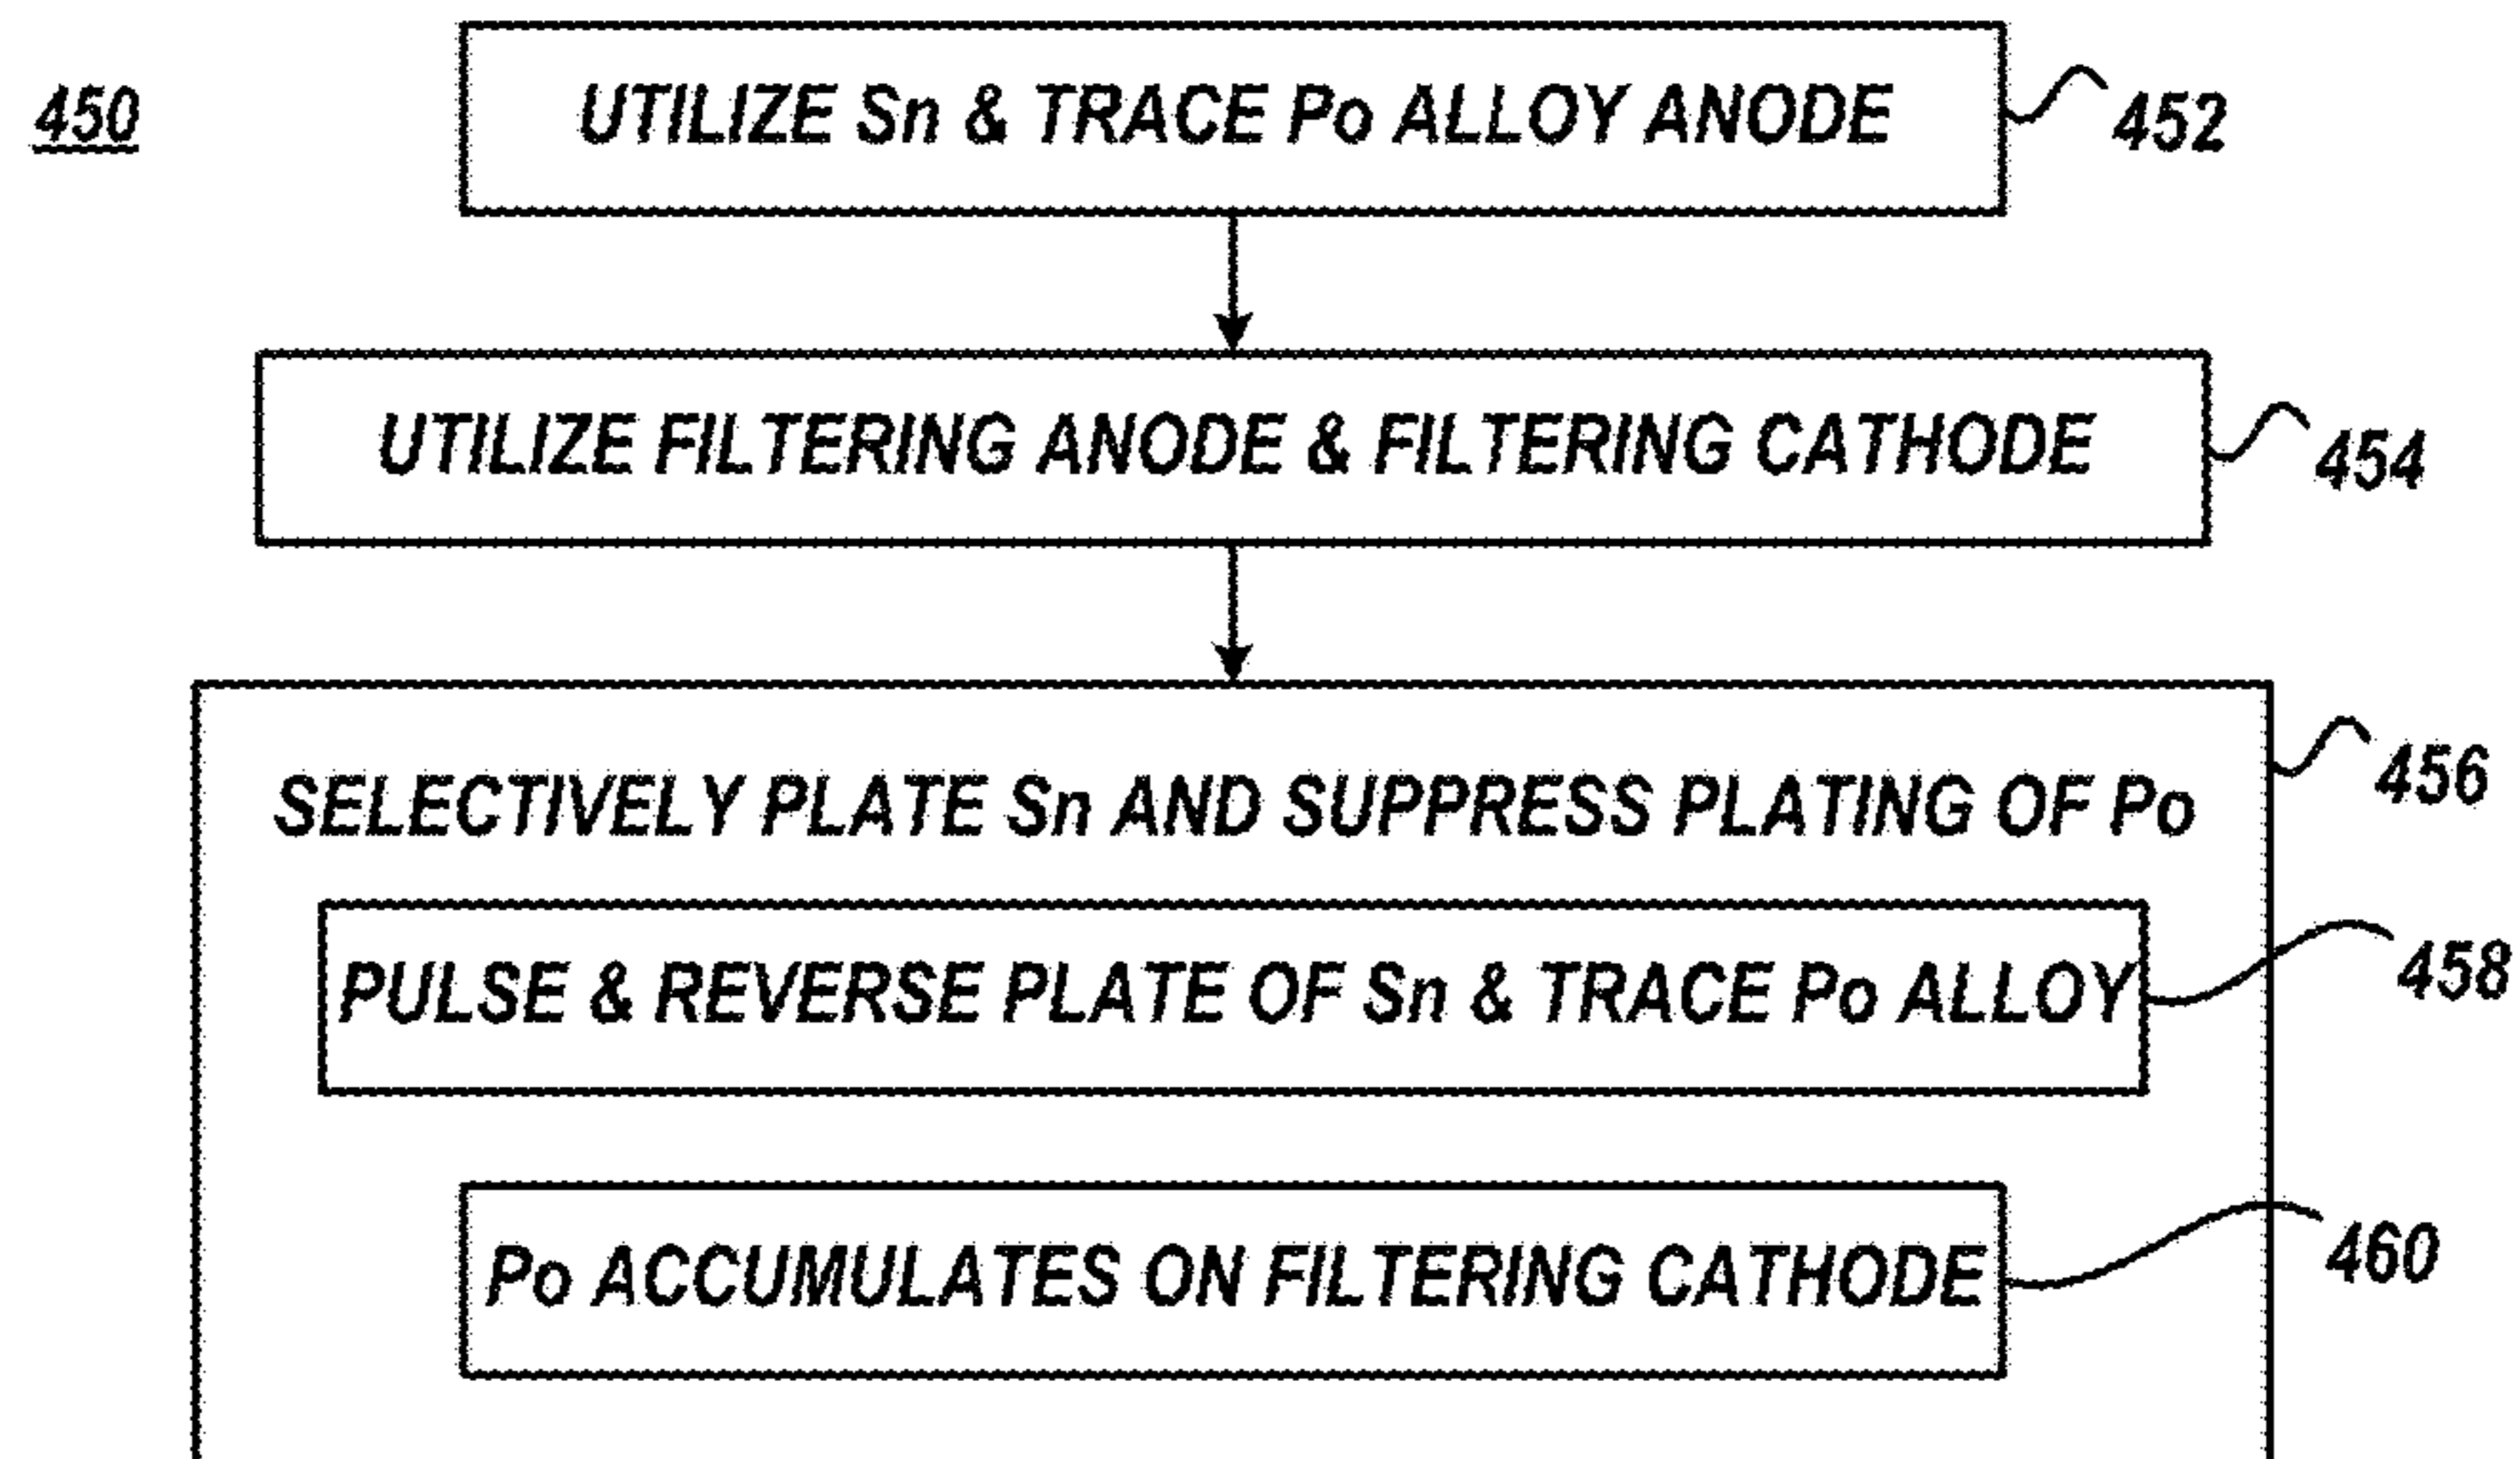 450
UTILIZE Sn & TRACE Po ALLOY ANODE
452
UTILIZE FILTERING ANODE & FILTERING CATHODE
454
SELECTIVELY PLATE Sn AND SUPPRESS PLATING OF Po
456
PULSE & REVERSE PLATE OF Sn & TRACE Po ALLOY
458
Po ACCUMULATES ON FILTERING CATHODE
460